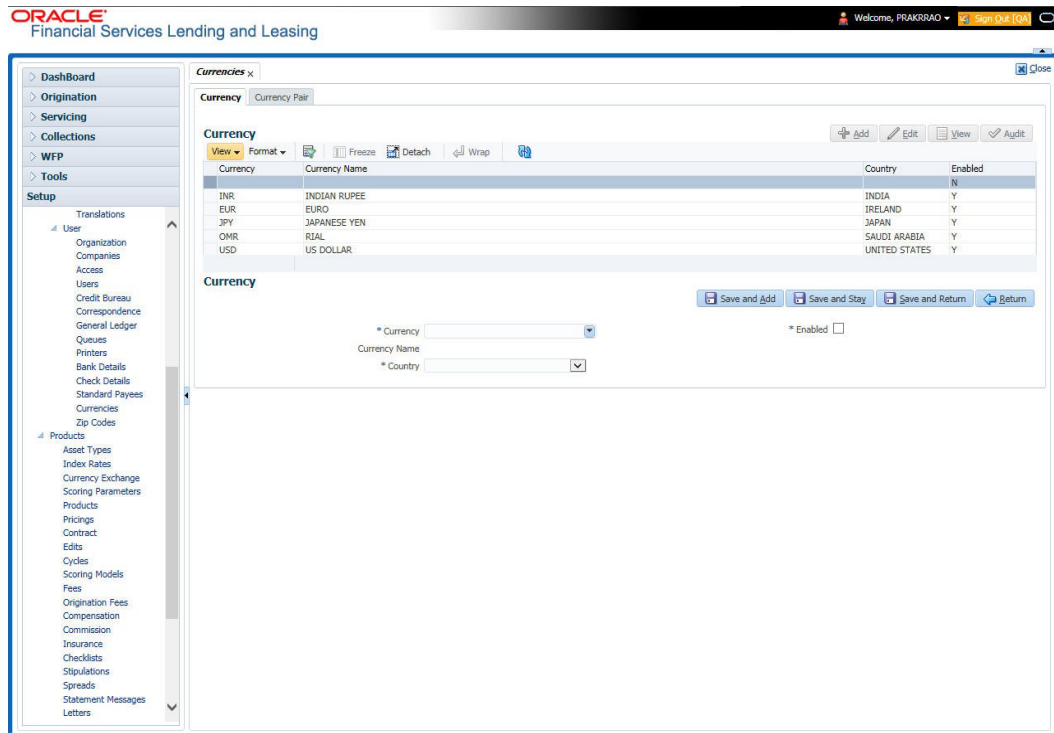 ORACLE
Financial Services Lending and Leasing
Welcome, PRAKRRAO
Sign Out [QA]
DashBoard
Origination
Servicing
Collections
WFP
Tools
Setup
Translations
User
Organization
Companies
Access
Users
Credit Bureau
Correspondence
General Ledger
Queues
Printers
Bank Details
Check Details
Standard Payees
Currencies
Zip Codes
Products
Asset Types
Index Rates
Currency Exchange
Scoring Parameters
Products
Pricings
Contract
Edits
Cycles
Scoring Models
Fees
Origination Fees
Compensation
Commission
Insurance
Checklists
Stipulations
Spreads
Statement Messages
Letters
Currencies x
Close
Currency Currency Pair
Currency
Add Edit View Audit
View Format Freeze Detach Wrap
Currency Currency Name Country Enabled
N
INR INDIAN RUPEE INDIA Y
EUR EURO IRELAND Y
JPY JAPANESE YEN JAPAN Y
OMR RIAL SAUDI ARABIA Y
USD US DOLLAR UNITED STATES Y
Currency
Save and Add Save and Stay Save and Return Return
* Currency * Enabled
Currency Name
* Country